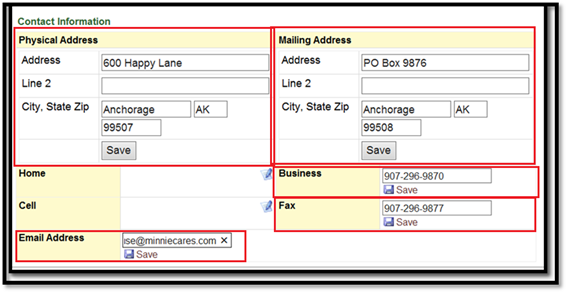 Contact Information
Physical Address
Address 600 Happy Lane
Line 2
City, State Zip Anchorage AK
99507
Save
Mailing Address
Address PO Box 9876
Line 2
City, State Zip Anchorage AK
99508
Save
Home
Business 907-296-9870
Save
Cell
Fax 907-296-9877
Save
Email Address ise@minniecares.com ✕
Save